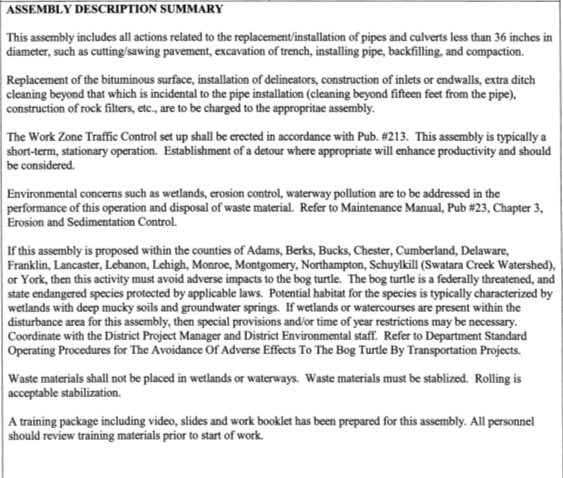 ASSEMBLY DESCRIPTION SUMMARY
This assembly includes all actions related to the replacement/installation of pipes and culverts less than 36 inches in
diameter, such as cutting/sawing pavement, excavation of trench, installing pipe, backfilling, and compaction.
Replacement of the bituminous surface, installation of delineators, construction of inlets or endwalls, extra ditch
cleaning beyond that which is incidental to the pipe installation (cleaning beyond fifteen feet from the pipe),
construction of rock filters, etc., are to be charged to the appropritae assembly.
The Work Zone Traffic Control set up shall be erected in accordance with Pub. #213.  This assembly is typically a
short-term, stationary operation.  Establishment of a detour where appropriate will enhance productivity and should
be considered.
Environmental concerns such as wetlands, erosion control, waterway pollution are to be addressed in the
performance of this operation and disposal of waste material.  Refer to Maintenance Manual, Pub #23, Chapter 3,
Erosion and Sedimentation Control.
If this assembly is proposed within the counties of Adams, Berks, Bucks, Chester, Cumberland, Delaware,
Franklin, Lancaster, Lebanon, Lehigh, Monroe, Montgomery, Northampton, Schuylkill (Swatara Creek Watershed),
or York, then this activity must avoid adverse impacts to the bog turtle.  The bog turtle is a federally threatened, and
state endangered species protected by applicable laws.  Potential habitat for the species is typically characterized by
wetlands with deep mucky soils and groundwater springs.  If wetlands or watercourses are present within the
disturbance area for this assembly, then special provisions and/or time of year restrictions may be necessary.
Coordinate with the District Project Manager and District Environmental staff.  Refer to Department Standard
Operating Procedures for The Avoidance Of Adverse Effects To The Bog Turtle By Transportation Projects.
Waste materials shall not be placed in wetlands or waterways.  Waste materials must be stablized.  Rolling is
acceptable stabilization.
A training package including video, slides and work booklet has been prepared for this assembly. All personnel
should review training materials prior to start of work.